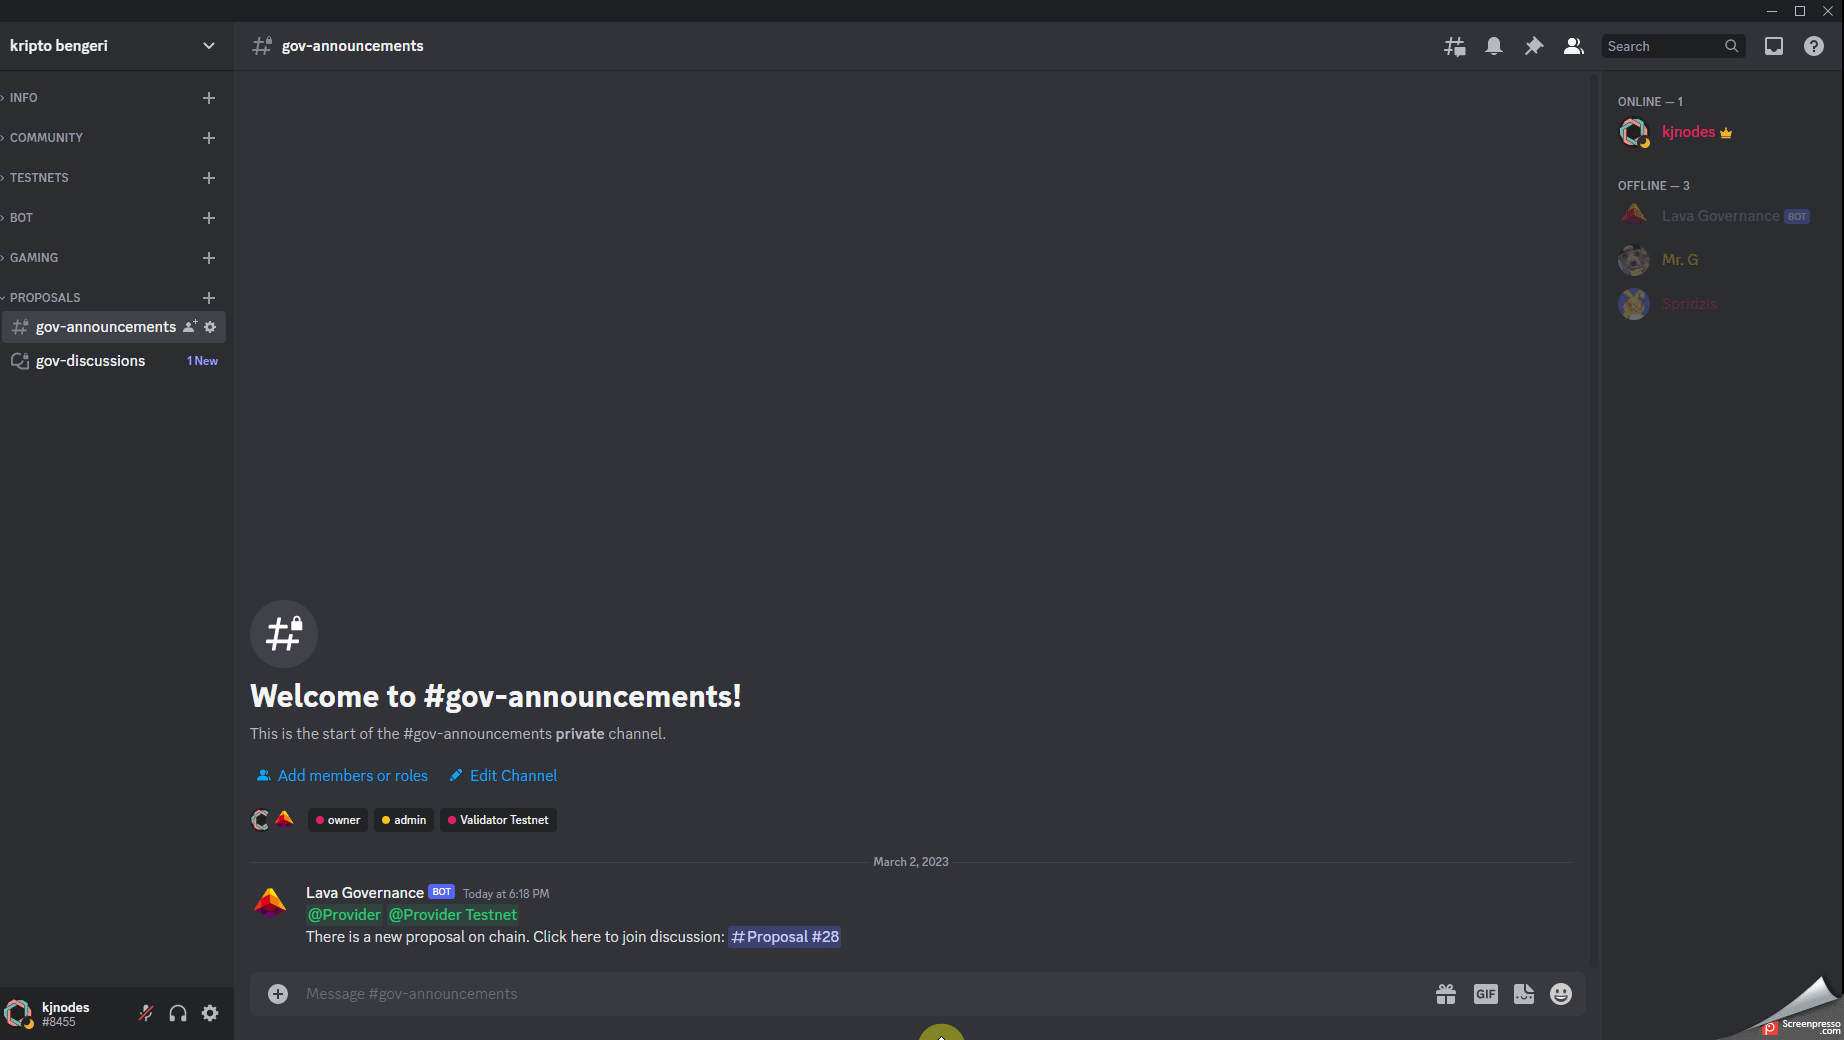 kripto bengeri
INFO
COMMUNITY
TESTNETS
BOT
GAMING
PROPOSALS
gov-announcements
gov-discussions 1 New
kjnodes
#8455
gov-announcements
Search
Welcome to #gov-announcements!
This is the start of the #gov-announcements private channel.
Add members or roles Edit Channel
owner admin Validator Testnet
March 2, 2023
Lava Governance BOT Today at 6:18 PM
@Provider @Provider Testnet
There is a new proposal on chain. Click here to join discussion: #Proposal #28
Message #gov-announcements
GIF
ONLINE — 1
kjnodes
OFFLINE — 3
Lava Governance BOT
Mr. G
Spridzis
Screenpresso
.com